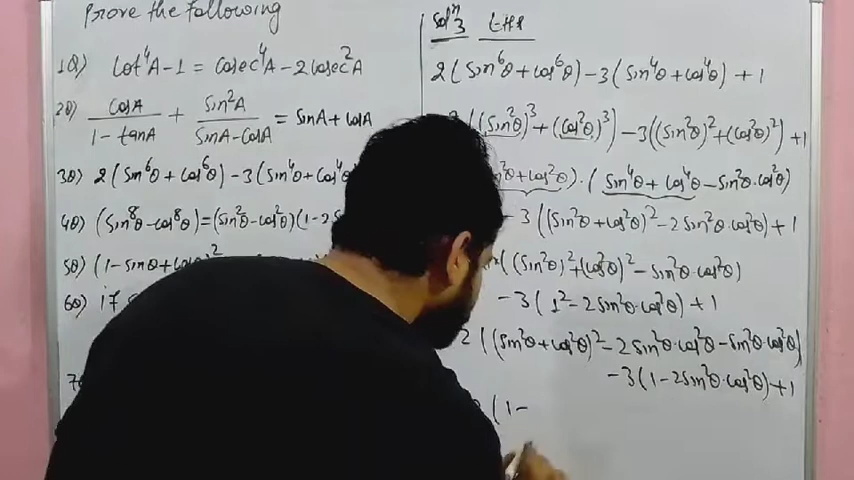 Prove the following
1Q) Cot⁴A-1 = cosec⁴A-2cosec²A
2Q) cosA/1-tanA + sin²A/sinA-cosA = sinA+cosA
3Q) 2(sin⁶θ+cos⁶θ)-3(sin⁴θ+cos⁴θ
4Q) (sin⁸θ-cos⁸θ)=(sin²θ-cos²θ)(1-2
5Q) (1-sinθ+cosθ)²
6Q) if
Solⁿ 3 LHS
2(sin⁶θ+cos⁶θ)-3(sin⁴θ+cos⁴θ)+1
((sin²θ)³+(cos²θ)³)-3((sin²θ)²+(cos²θ)²)+1
n²θ+cos²θ).(sin⁴θ+cos⁴θ-sin²θ.cos²θ)
-3((sin²θ+cos²θ)²-2sin²θ.cos²θ)+1
((sin²θ)²+(cos²θ)²-sin²θ.cos²θ)
-3(1²-2sin²θ.cos²θ)+1
2((sin²θ+cos²θ)²-2sin²θ.cos²θ-sin²θ.cos²θ)
-3(1-2sin²θ.cos²θ)+1
(1-